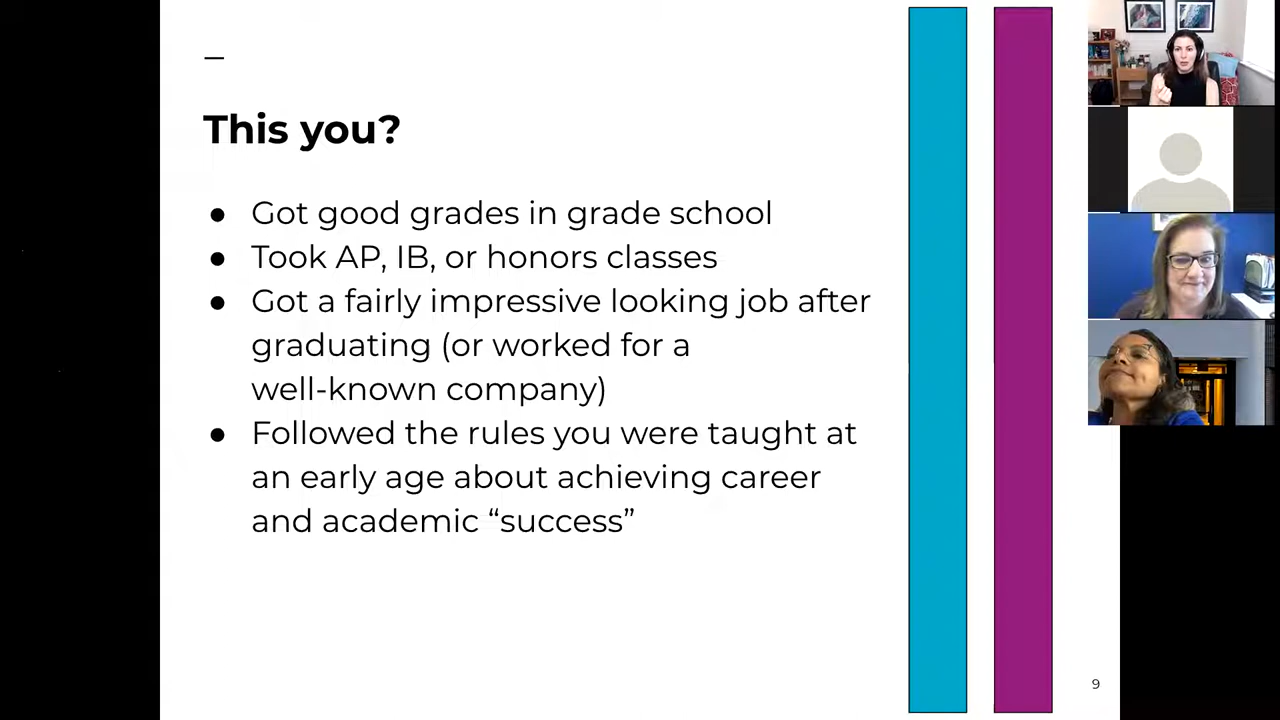 This you?
● Got good grades in grade school
● Took AP, IB, or honors classes
● Got a fairly impressive looking job after
graduating (or worked for a
well-known company)
● Followed the rules you were taught at
an early age about achieving career
and academic “success”
9